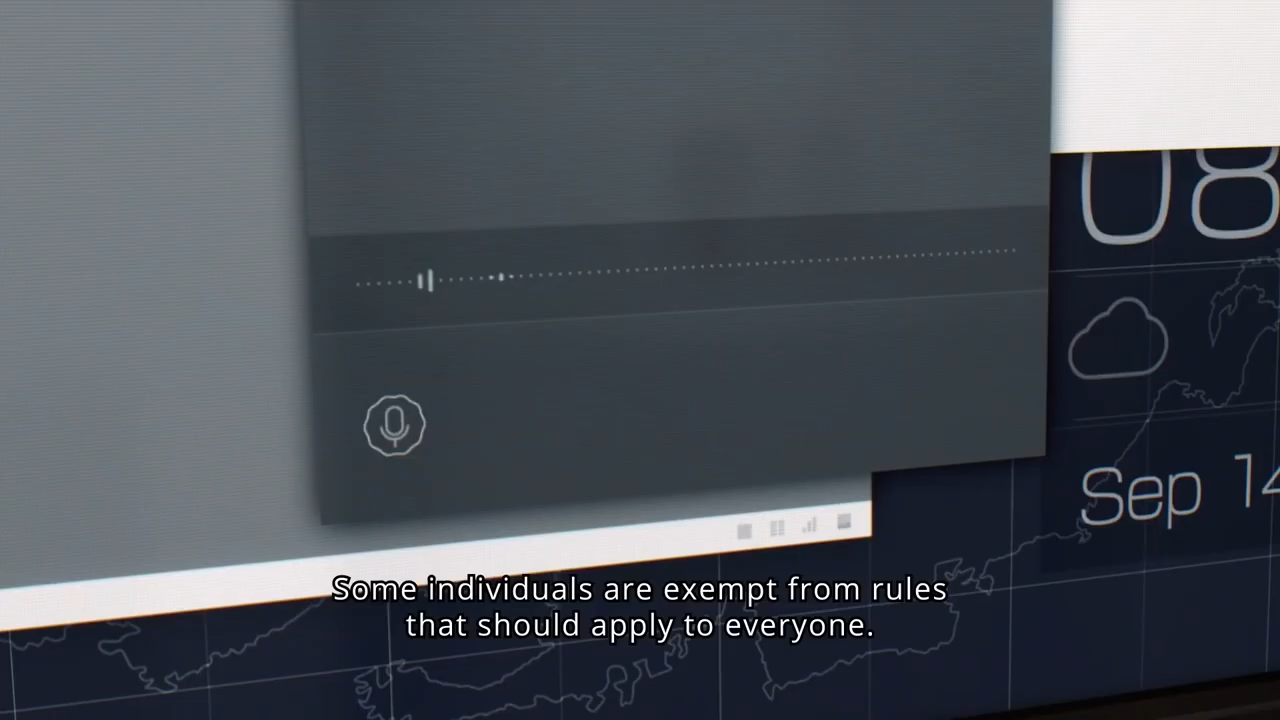 08
Sep 14
Some individuals are exempt from rules
that should apply to everyone.